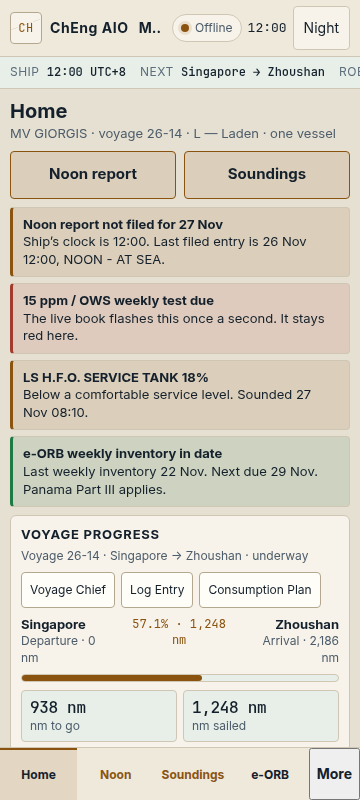 CH ChEng AIO M.. Offline 12:00 Night
SHIP 12:00 UTC+8 NEXT Singapore → Zhoushan ROB
Home
MV GIORGIS · voyage 26-14 · L — Laden · one vessel
Noon report Soundings
Noon report not filed for 27 Nov
Ship's clock is 12:00. Last filed entry is 26 Nov
12:00, NOON - AT SEA.
15 ppm / OWS weekly test due
The live book flashes this once a second. It stays
red here.
LS H.F.O. SERVICE TANK 18%
Below a comfortable service level. Sounded 27
Nov 08:10.
e-ORB weekly inventory in date
Last weekly inventory 22 Nov. Next due 29 Nov.
Panama Part III applies.
VOYAGE PROGRESS
Voyage 26-14 · Singapore → Zhoushan · underway
Voyage Chief Log Entry Consumption Plan
Singapore 57.1% · 1,248 Zhoushan
Departure · 0 nm Arrival · 2,186
nm nm
938 nm 1,248 nm
nm to go nm sailed
Home Noon Soundings e-ORB More